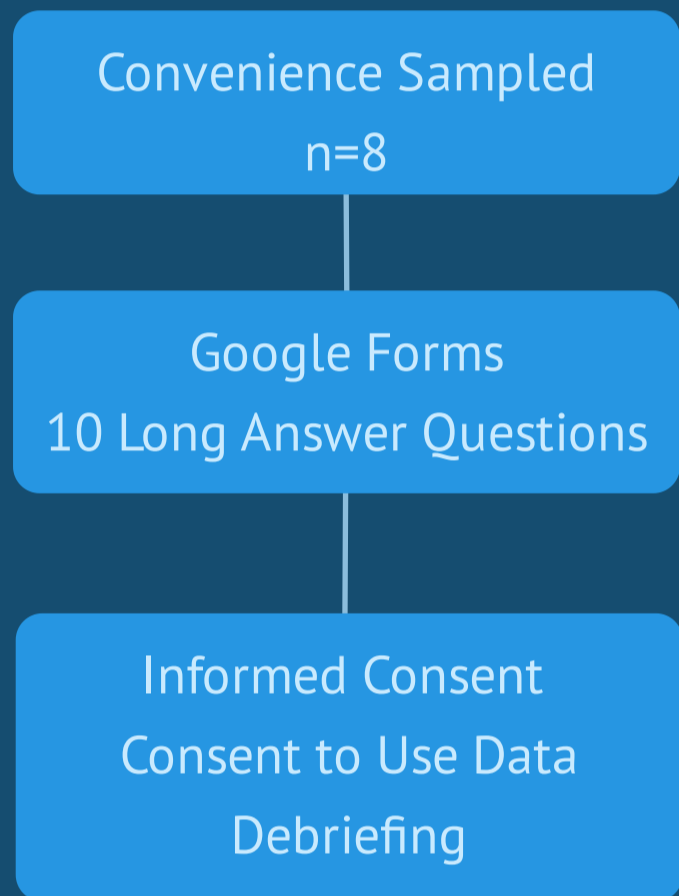 Convenience Sampled
n=8
Google Forms
10 Long Answer Questions
Informed Consent
Consent to Use Data
Debriefing